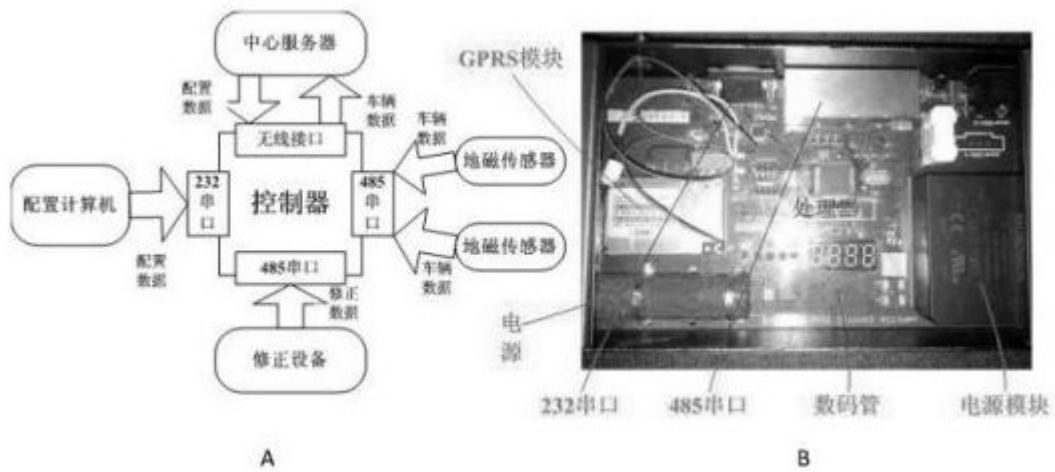 中心服务器
配置
数据
车辆
数据
无线接口
车辆
数据
地磁传感器
配置计算机
232
串
口
控制器
485
串
口
配置
数据
485串口
地磁传感器
车辆
数据
修正
数据
修正设备
A
GPRS模块
处理器
电
源
232串口
485串口
数码管
电源模块
B